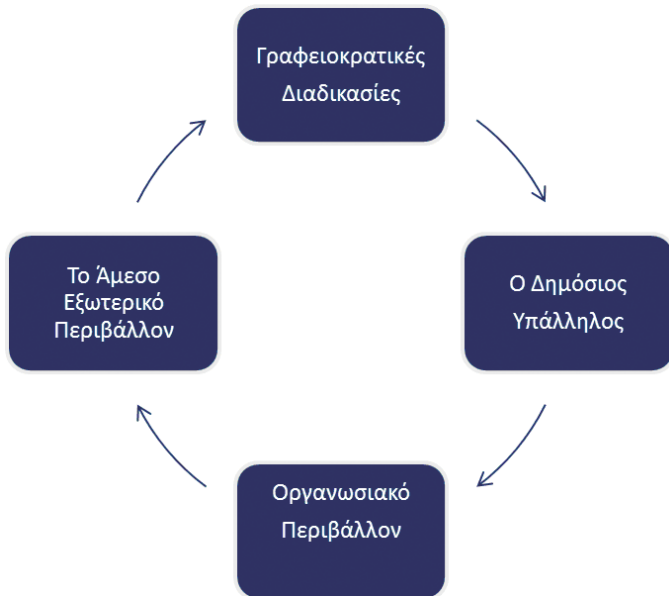 Γραφειοκρατικές
Διαδικασίες
Το Άμεσο
Εξωτερικό
Περιβάλλον
Ο Δημόσιος
Υπάλληλος
Οργανωσιακό
Περιβάλλον